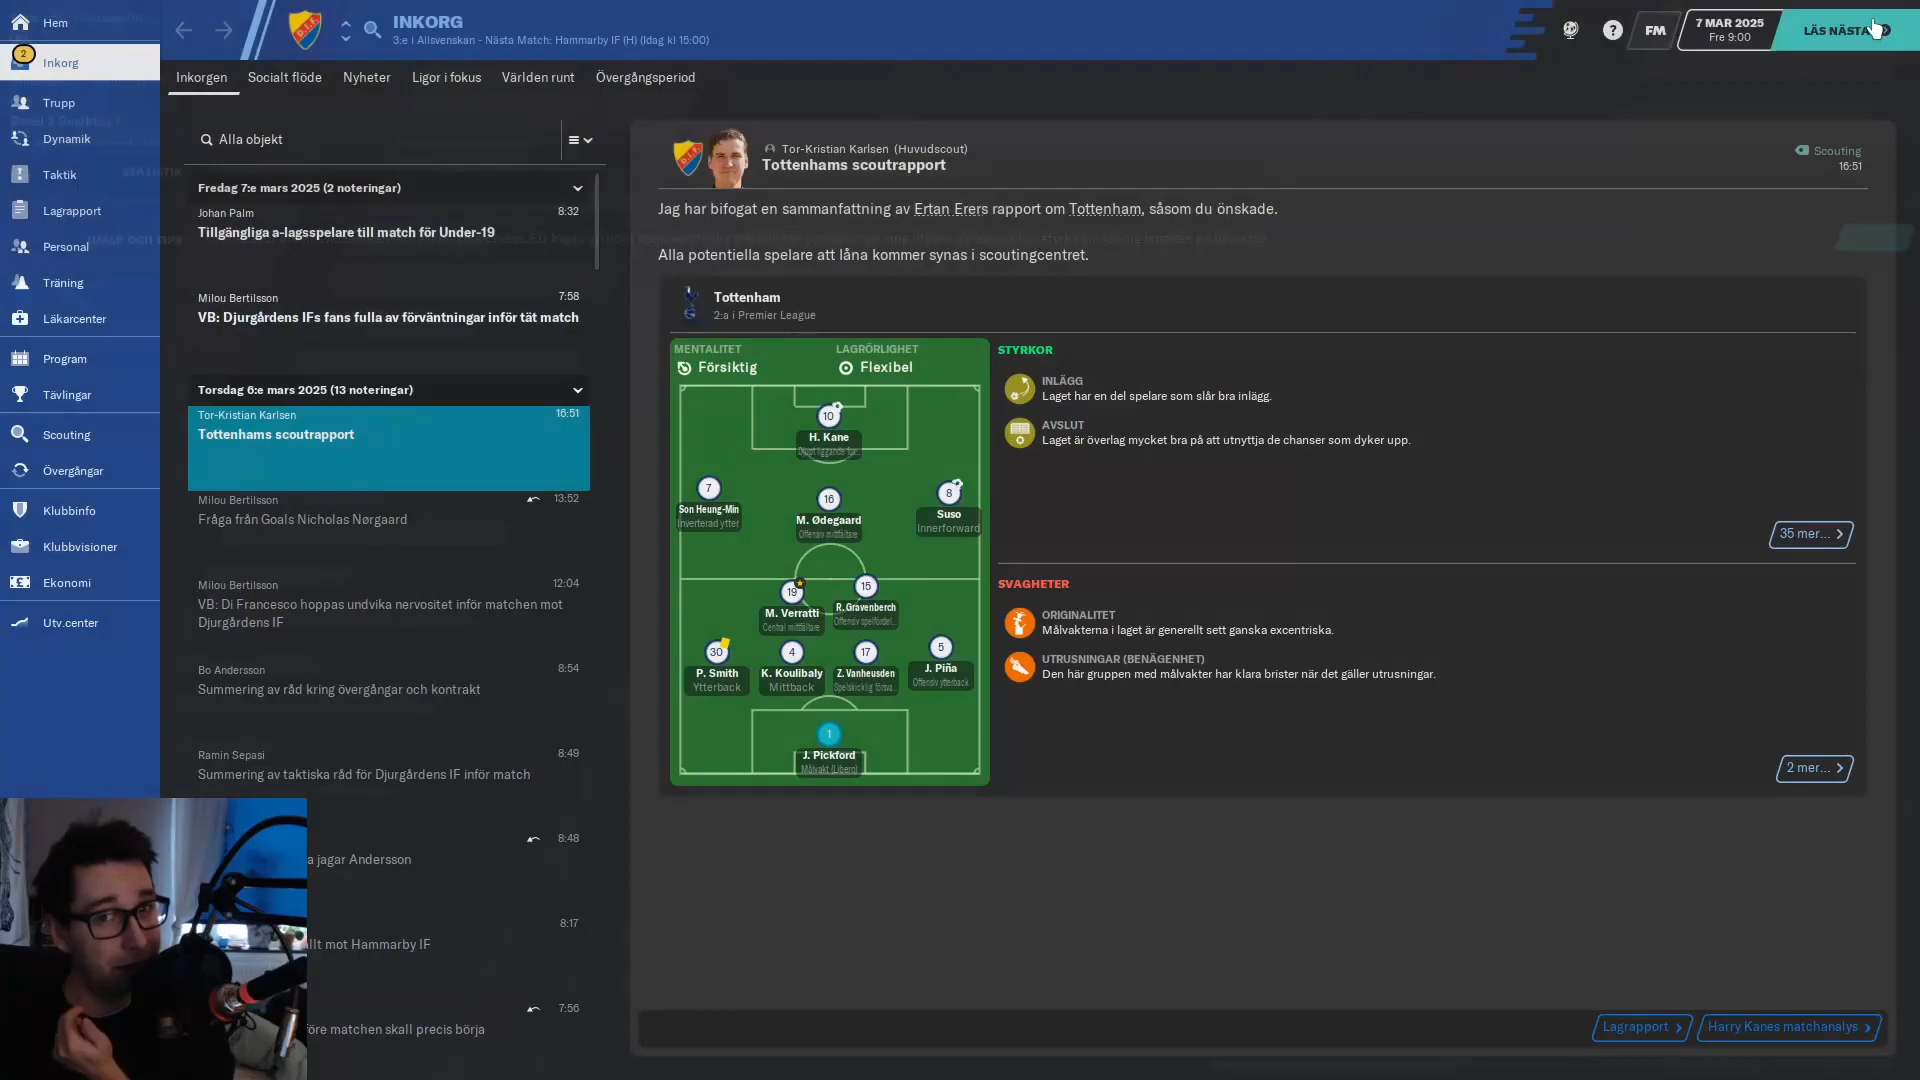 Hem
Inkorg
2
Trupp
Dynamik
Taktik
Lagrapport
Personal
Träning
Läkarcenter
Program
Tävlingar
Scouting
Övergångar
Klubbinfo
Klubbvisioner
Ekonomi
Utv.center
INKORG
3:e i Allsvenskan - Nästa Match: Hammarby IF (H) (Idag kl 15:00)
FM
7 MAR 2025
Fre 9:00
LÄS NÄSTA
Inkorgen
Socialt flöde
Nyheter
Ligor i fokus
Världen runt
Övergångsperiod
Alla objekt
Fredag 7:e mars 2025 (2 noteringar)
Johan Palm 8:32
Tillgängliga a-lagsspelare till match för Under-19
Milou Bertilsson 7:58
VB: Djurgårdens IFs fans fulla av förväntningar inför tät match
Torsdag 6:e mars 2025 (13 noteringar)
Tor-Kristian Karlsen 16:51
Tottenhams scoutrapport
Milou Bertilsson 13:52
Fråga från Goals Nicholas Nørgaard
Milou Bertilsson 12:04
VB: Di Francesco hoppas undvika nervositet inför matchen mot
Djurgårdens IF
Bo Andersson 8:54
Summering av råd kring övergångar och kontrakt
Ramin Sepasi 8:49
Summering av taktiska råd för Djurgårdens IF inför match
8:48
a jagar Andersson
8:17
llt mot Hammarby IF
7:56
före matchen skall precis börja
Tor-Kristian Karlsen (Huvudscout)
Tottenhams scoutrapport
Scouting
16:51
Jag har bifogat en sammanfattning av Ertan Erers rapport om Tottenham, såsom du önskade.
Alla potentiella spelare att låna kommer synas i scoutingcentret.
Tottenham
2:a i Premier League
MENTALITET
Försiktig
LAGRÖRLIGHET
Flexibel
10
H. Kane
7
Son Heung-Min
Inverterad ytter
16
M. Ødegaard
Offensiv mittfältare
8
Suso
Innerforward
19
M. Verratti
Central mittfältare
15
R. Gravenberch
Offensiv spelfördel...
30
P. Smith
Ytterback
4
K. Koulibaly
Mittback
17
Z. Vanheusden
Spelskicklig försva...
5
J. Piña
Offensiv ytterback
1
J. Pickford
Målvakt (Libero)
STYRKOR
INLÄGG
Laget har en del spelare som slår bra inlägg.
AVSLUT
Laget är överlag mycket bra på att utnyttja de chanser som dyker upp.
35 mer...
SVAGHETER
ORIGINALITET
Målvakterna i laget är generellt sett ganska excentriska.
UTRUSNINGAR (BENÄGENHET)
Den här gruppen med målvakter har klara brister när det gäller utrusningar.
2 mer...
Lagrapport
Harry Kanes matchanalys